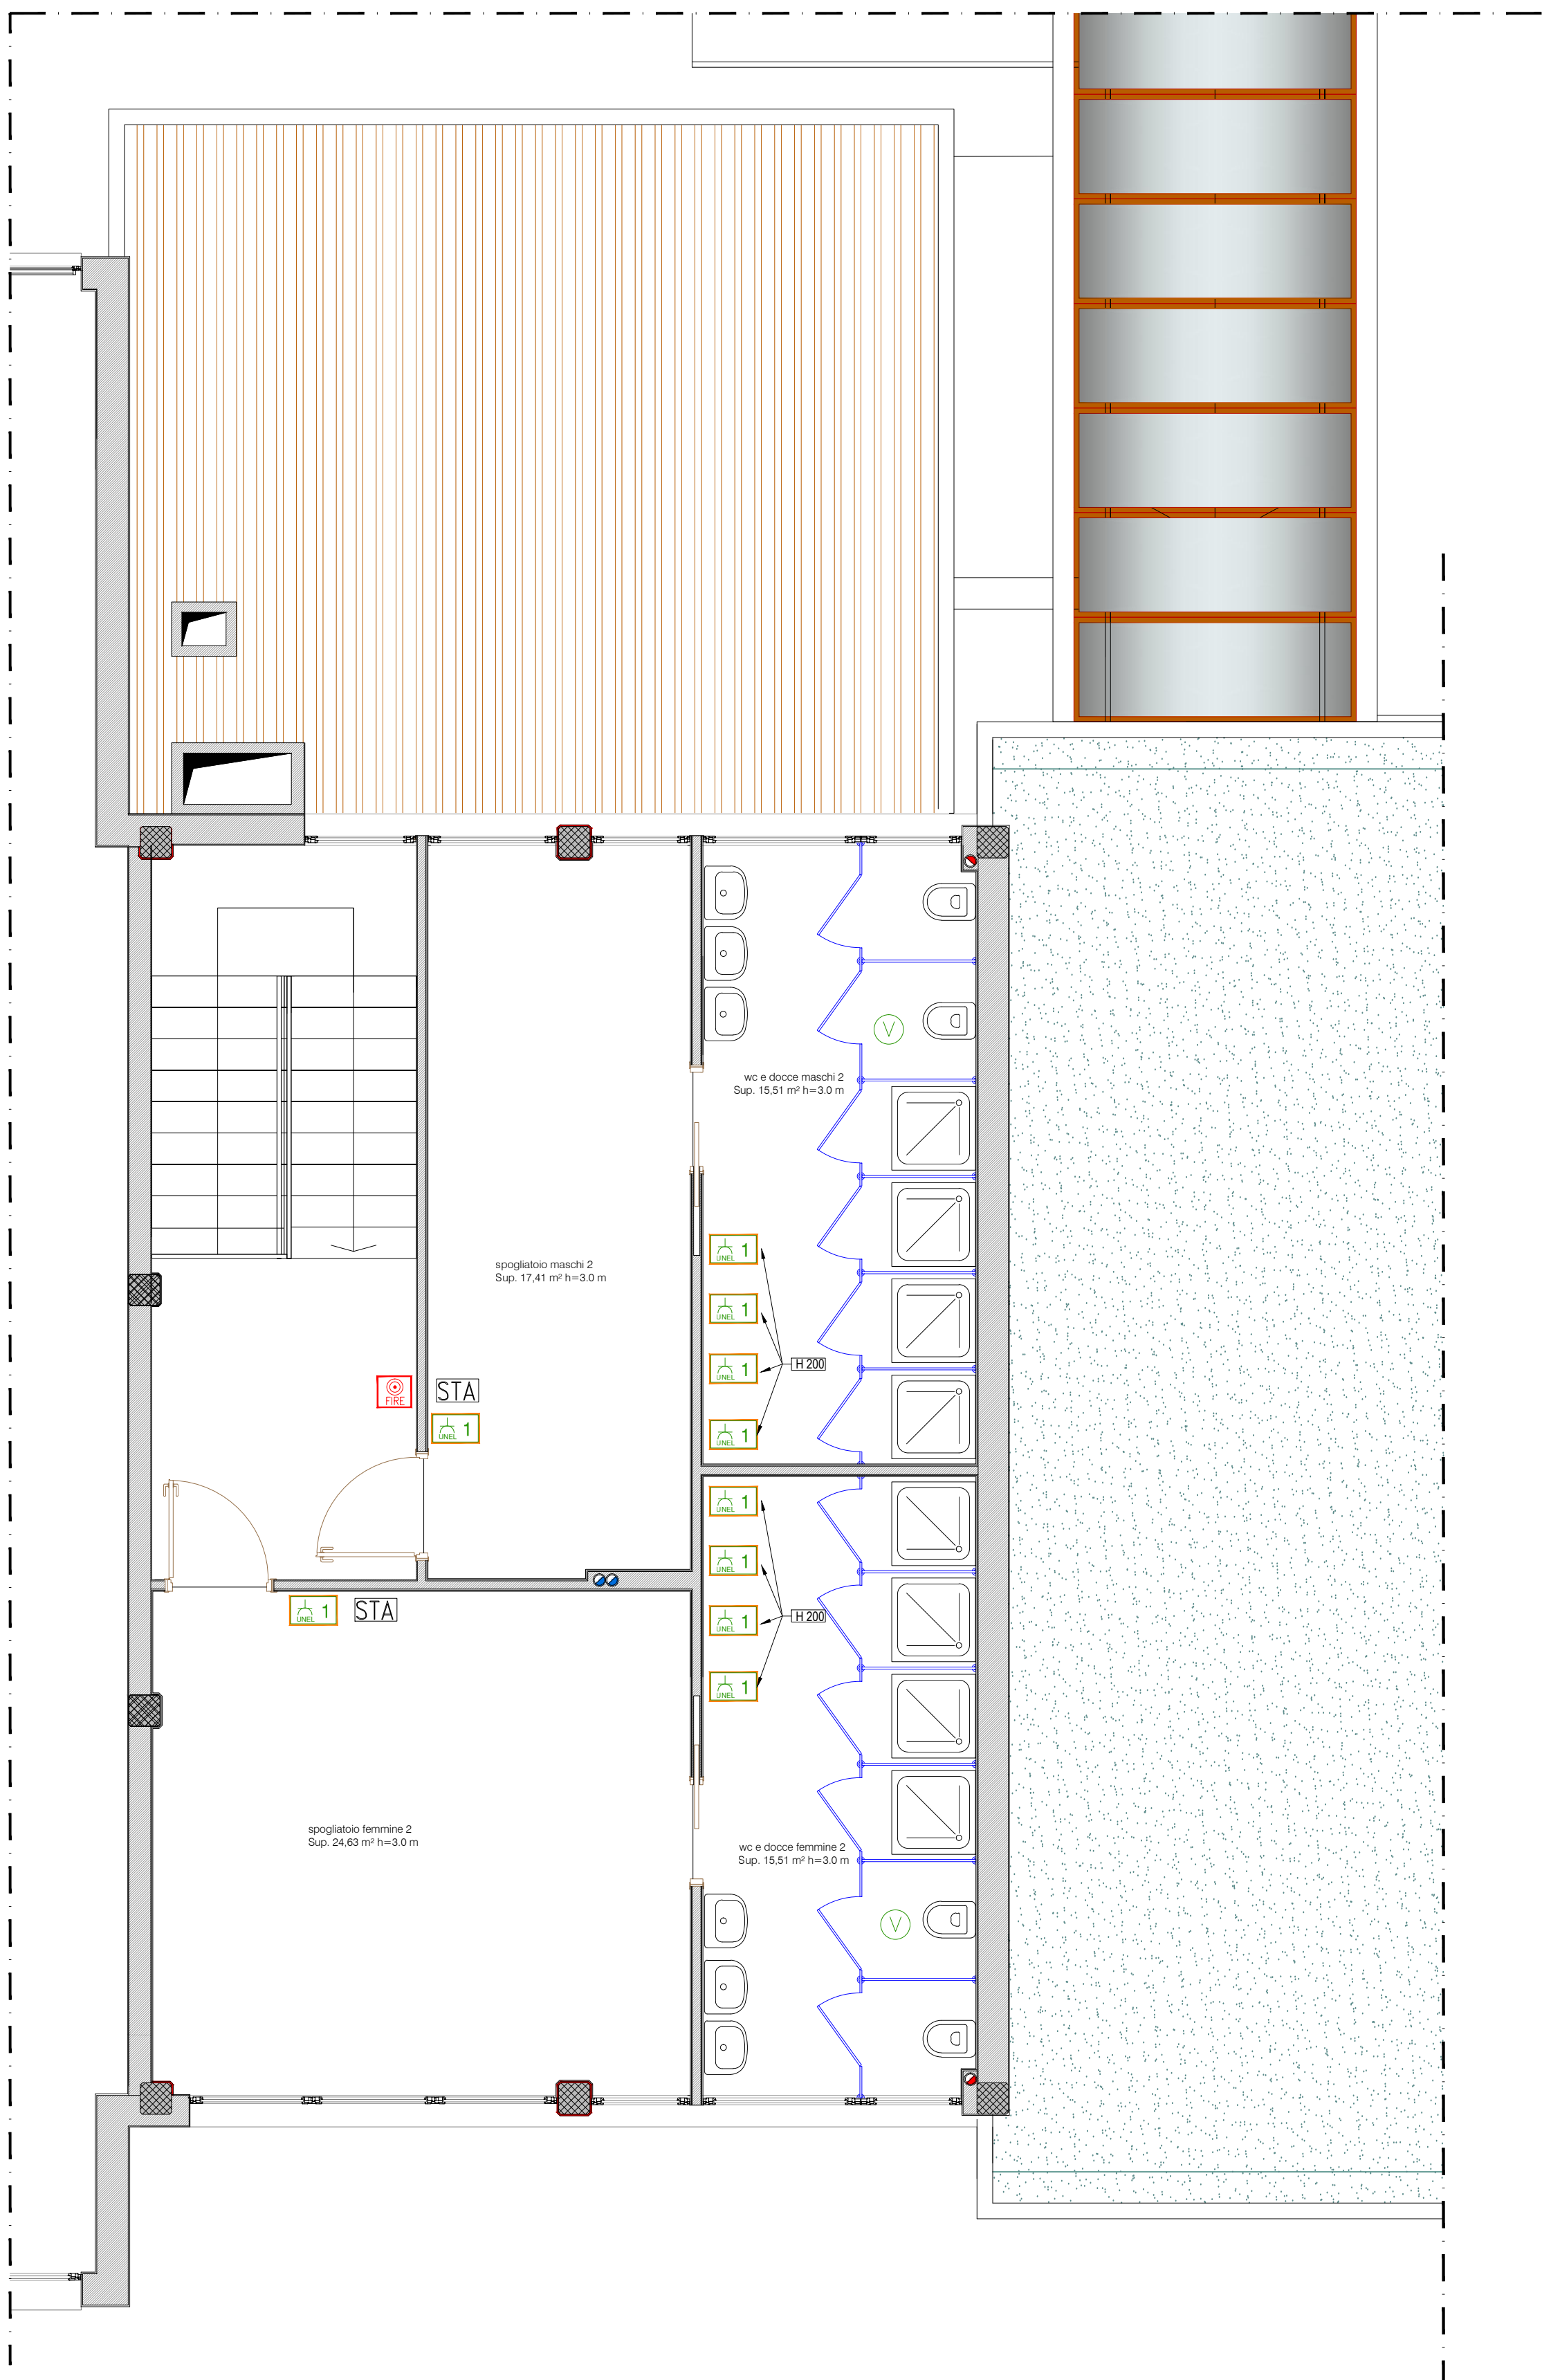 V
wc e docce maschi 2
Sup. 15,51 m² h=3.0 m
1
UNEL
spogliatoio maschi 2
Sup. 17,41 m² h=3.0 m
1
UNEL
1
UNEL
H 200
FIRE
STA
1
UNEL
1
UNEL
1
UNEL
1
UNEL
1
UNEL
STA
1
UNEL
H 200
1
UNEL
spogliatoio femmine 2
Sup. 24,63 m² h=3.0 m
wc e docce femmine 2
Sup. 15,51 m² h=3.0 m
V